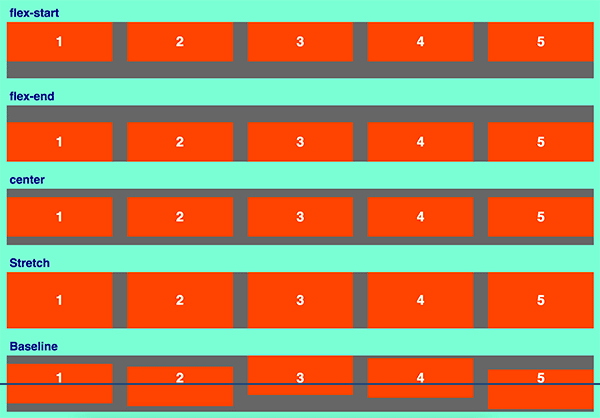 flex-start
1 2 3 4 5
flex-end
1 2 3 4 5
center
1 2 3 4 5
Stretch
1 2 3 4 5
Baseline
1 2 3 4 5